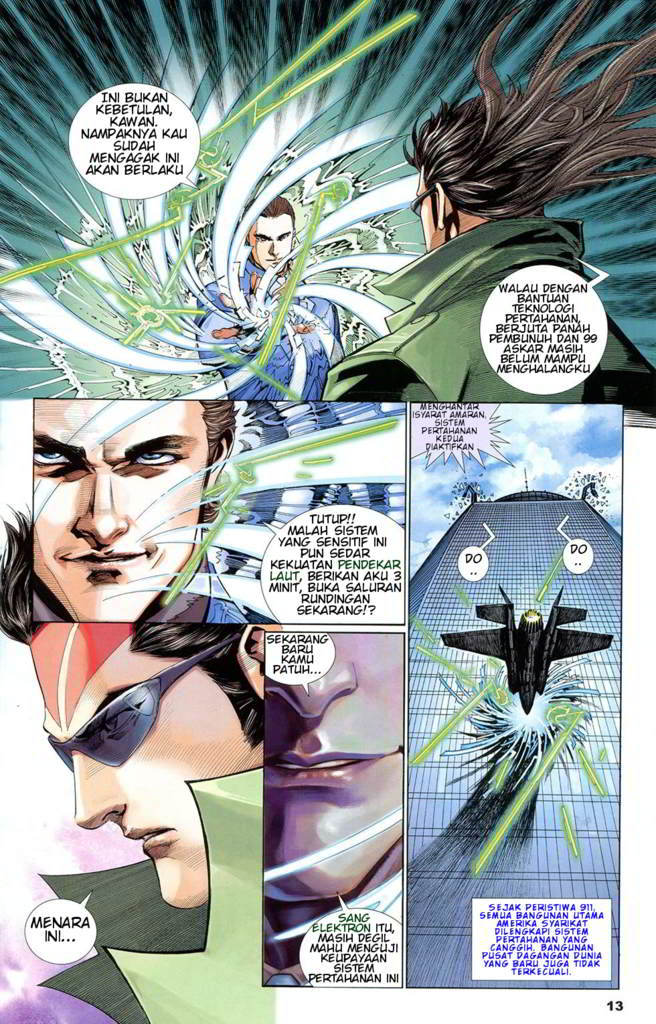 INI BUKAN
KEBETULAN,
KAWAN.
NAMPAKNYA KAU
SUDAH
MENGAGAK INI
AKAN BERLAKU
WALAU DENGAN
BANTUAN
TEKNOLOGI
PERTAHANAN,
BERJUTA PANAH
PEMBUNUH DAN 99
ASKAR MASIH
BELUM MAMPU
MENGHALANGKU
TUTUP!!
MALAH SISTEM
YANG SENSITIF INI
PUN SEDAR
KEKUATAN PENDEKAR
LAUT, BERIKAN AKU 3
MINIT, BUKA SALURAN
RUNDINGAN
SEKARANG!?
MENGHANTAR
ISYARAT AMARAN,
SISTEM
PERTAHANAN
KEDUA
DIAKTIFKAN
DO
..
DO
..
SEKARANG
BARU
KAMU
PATUH...
MENARA
INI...
SANG
ELEKTRON ITU,
MASIH DEGIL
MAHU MENGUJI
KEUPAYAAN
SISTEM
PERTAHANAN INI
SEJAK PERISTIWA 911,
SEMUA BANGUNAN UTAMA
AMERIKA SYARIKAT
DILENGKAPI SISTEM
PERTAHANAN YANG
CANGGIH. BANGUNAN
PUSAT DAGANGAN DUNIA
YANG BARU JUGA TIDAK
TERKECUALI.
13